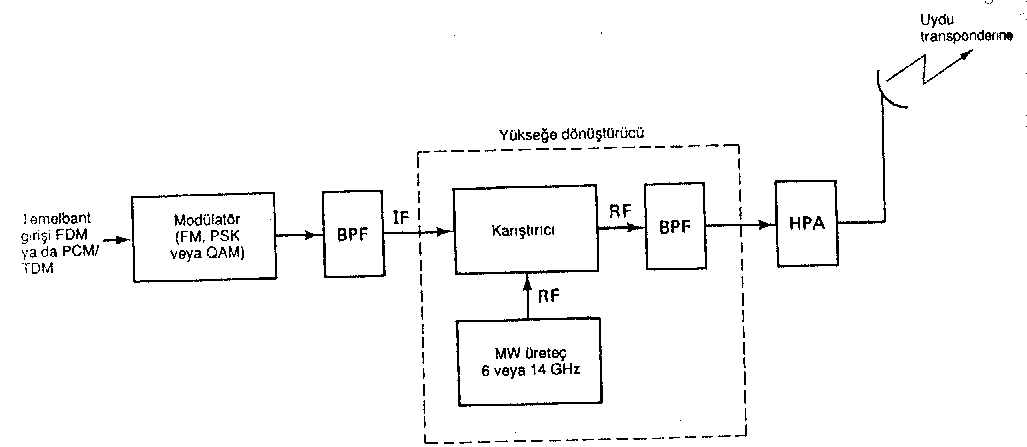 Uydu
transponderine
Yükseğe dönüştürücü
Temelbant
girişi FDM
ya da PCM/
TDM
Modülatör
(FM, PSK
veya QAM)
BPF
IF
Karıştırıcı
RF
BPF
HPA
RF
MW üreteç
6 veya 14 GHz